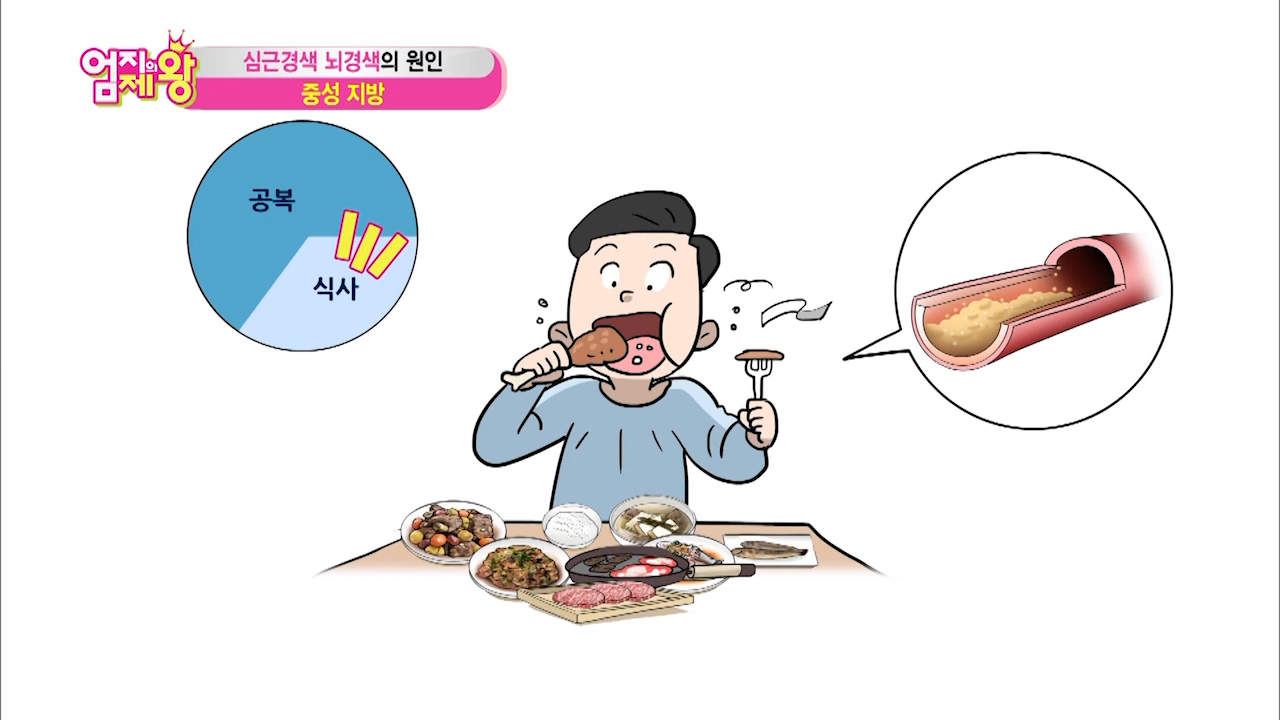 엄지의 제왕
심근경색 뇌경색의 원인
중성 지방
공복
식사